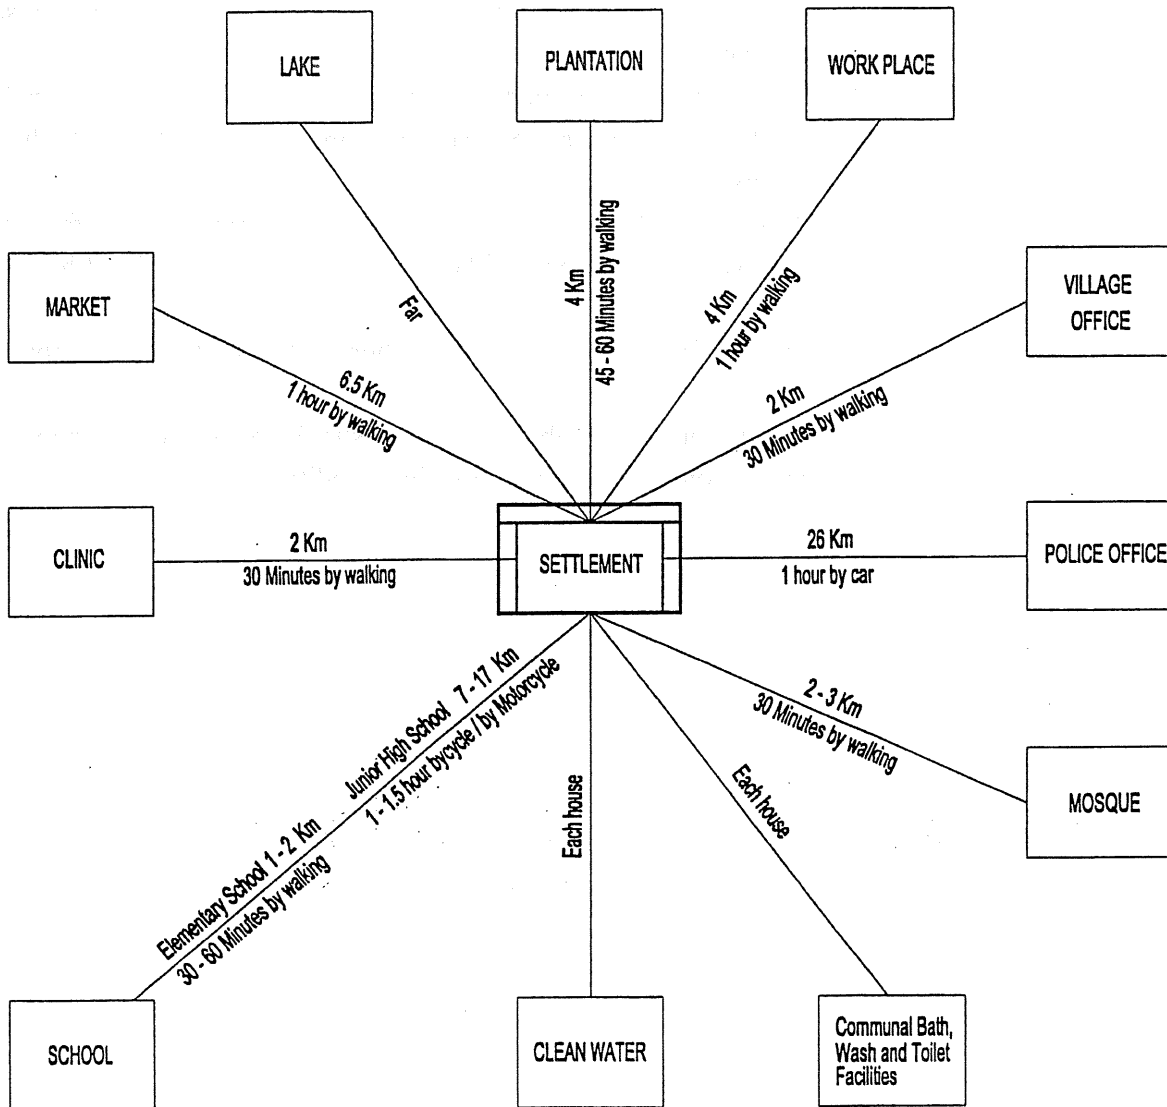 LAKE
PLANTATION
WORK PLACE
MARKET
VILLAGE
OFFICE
Far
4 Km
45 - 60 Minutes by walking
4 Km
1 hour by walking
6.5 Km
1 hour by walking
2 Km
30 Minutes by walking
CLINIC
2 Km
30 Minutes by walking
SETTLEMENT
26 Km
1 hour by car
POLICE OFFICE
Elementary School 1 - 2 Km
30 - 60 Minutes by walking
Junior High School 7 - 17 Km
1 - 1.5 hour bycycle / by Motorcycle
Each house
Each house
2 - 3 Km
30 Minutes by walking
MOSQUE
SCHOOL
CLEAN WATER
Communal Bath,
Wash and Toilet
Facilities